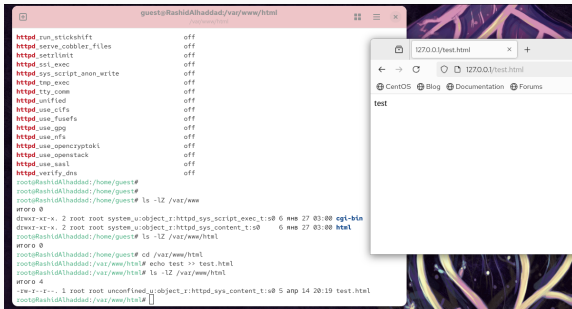 guest@RashidAlhaddad:/var/www/html
/var/www/html
httpd_run_stickshift off
httpd_serve_cobbler_files off
httpd_setrlimit off
httpd_ssi_exec off
httpd_sys_script_anon_write off
httpd_tmp_exec off
httpd_tty_comm off
httpd_unified off
httpd_use_cifs off
httpd_use_fusefs off
httpd_use_gpg off
httpd_use_nfs off
httpd_use_opencryptoki off
httpd_use_openstack off
httpd_use_sasl off
httpd_verify_dns off
root@RashidAlhaddad:/home/guest#
root@RashidAlhaddad:/home/guest#
root@RashidAlhaddad:/home/guest# ls -lZ /var/www
итого 0
drwxr-xr-x. 2 root root system_u:object_r:httpd_sys_script_exec_t:s0 6 янв 27 03:00 cgi-bin
drwxr-xr-x. 2 root root system_u:object_r:httpd_sys_content_t:s0 6 янв 27 03:00 html
root@RashidAlhaddad:/home/guest# ls -lZ /var/www/html
итого 0
root@RashidAlhaddad:/home/guest# cd /var/www/html
root@RashidAlhaddad:/var/www/html# echo test >> test.html
root@RashidAlhaddad:/var/www/html# ls -lZ /var/www/html
итого 4
-rw-r--r--. 1 root root unconfined_u:object_r:httpd_sys_content_t:s0 5 апр 14 20:19 test.html
root@RashidAlhaddad:/var/www/html#
127.0.0.1/test.html
127.0.0.1/test.html
CentOS Blog Documentation Forums
test